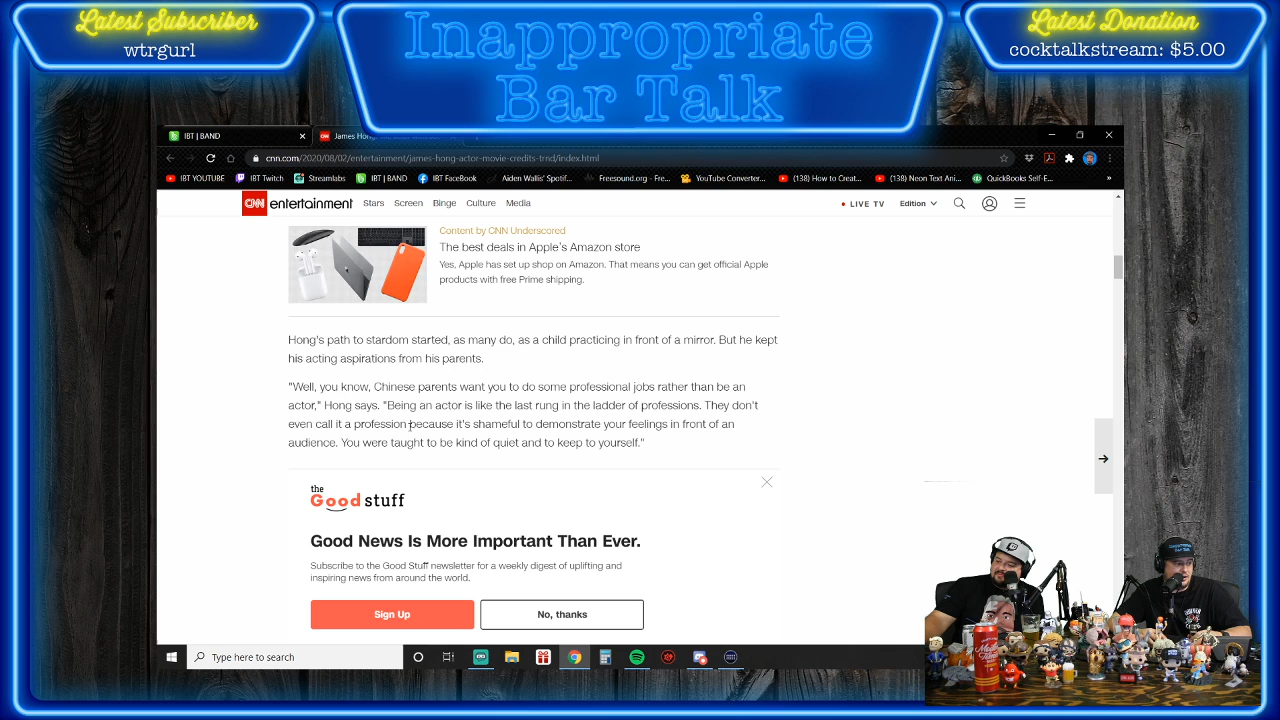 Latest Subscriber
wtrgurl
Inappropriate
Bar Talk
Latest Donation
cocktalkstream: $5.00
IBT | BAND
James Hong,
cnn.com/2020/08/02/entertainment/james-hong-actor-movie-credits-trnd/index.html
IBT YOUTUBE
IBT Twitch
Streamlabs
IBT | BAND
IBT FaceBook
Aiden Wallis' Spotif...
Freesound.org - Fre...
YouTube Converter...
(138) How to Creat...
(138) Neon Text Ani...
QuickBooks Self-E...
»
CNN entertainment
Stars
Screen
Binge
Culture
Media
LIVE TV
Edition
Content by CNN Underscored
The best deals in Apple's Amazon store
Yes, Apple has set up shop on Amazon. That means you can get official Apple
products with free Prime shipping.
Hong's path to stardom started, as many do, as a child practicing in front of a mirror. But he kept
his acting aspirations from his parents.
"Well, you know, Chinese parents want you to do some professional jobs rather than be an
actor," Hong says. "Being an actor is like the last rung in the ladder of professions. They don't
even call it a profession because it's shameful to demonstrate your feelings in front of an
audience. You were taught to be kind of quiet and to keep to yourself."
the
Good stuff
Good News Is More Important Than Ever.
Subscribe to the Good Stuff newsletter for a weekly digest of uplifting and
inspiring news from around the world.
Sign Up
No, thanks
Type here to search